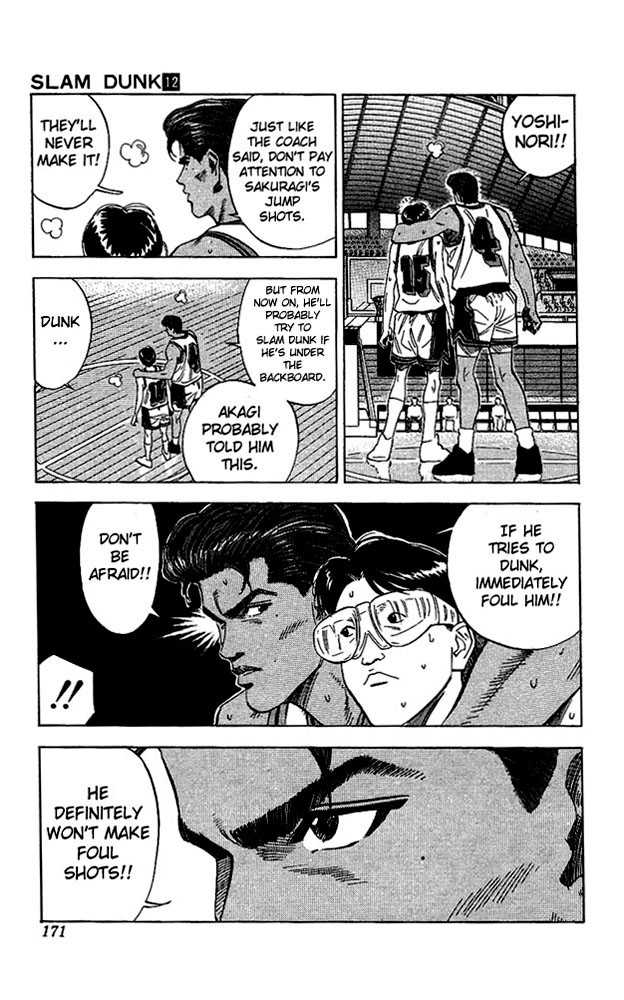 SLAM DUNK 12
YOSHI-
NORI!!
JUST LIKE
THE COACH
SAID, DON'T PAY
ATTENTION TO
SAKURAGI'S
JUMP
SHOTS.
THEY'LL
NEVER
MAKE IT!
4
15
BUT FROM
NOW ON, HE'LL
PROBABLY
TRY TO
SLAM DUNK IF
HE'S UNDER
THE
BACKBOARD.
AKAGI
PROBABLY
TOLD HIM
THIS.
DUNK
...
IF HE
TRIES TO
DUNK,
IMMEDIATELY
FOUL HIM!!
DON'T
BE
AFRAID!!
!!
HE
DEFINITELY
WON'T MAKE
FOUL
SHOTS!!
171